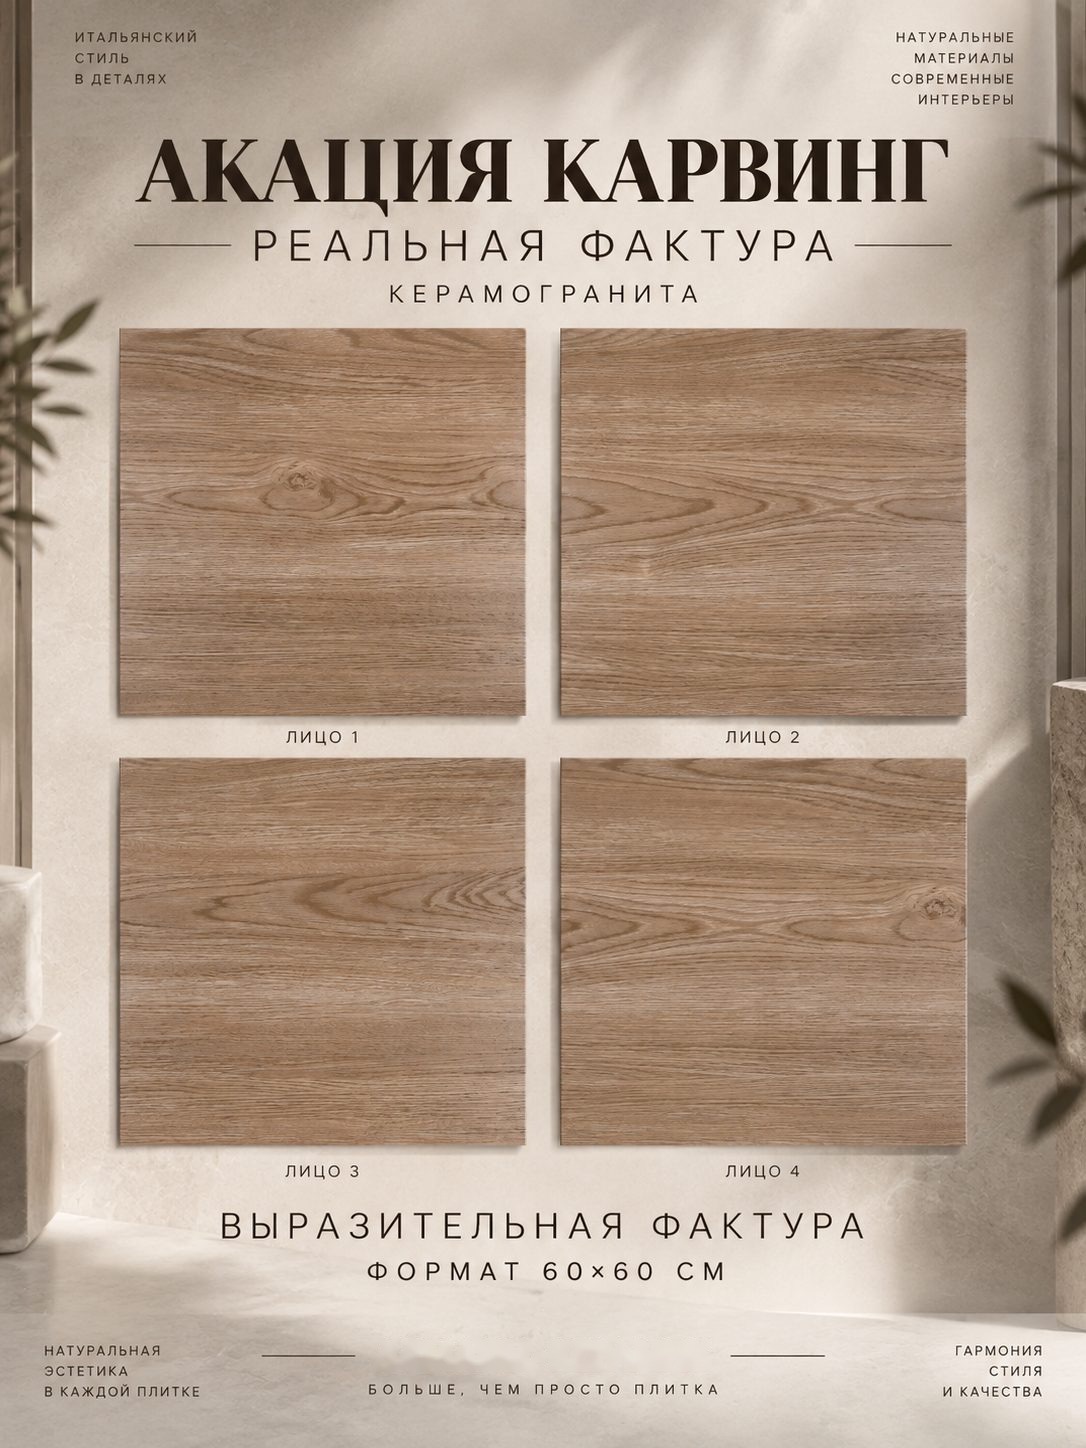 ИТАЛЬЯНСКИЙ
СТИЛЬ
В ДЕТАЛЯХ
НАТУРАЛЬНЫЕ
МАТЕРИАЛЫ
СОВРЕМЕННЫЕ
ИНТЕРЬЕРЫ
АКАЦИЯ КАРВИНГ
РЕАЛЬНАЯ ФАКТУРА
КЕРАМОГРАНИТА
ЛИЦО 1
ЛИЦО 2
ЛИЦО 3
ЛИЦО 4
ВЫРАЗИТЕЛЬНАЯ ФАКТУРА
ФОРМАТ 60×60 СМ
НАТУРАЛЬНАЯ
ЭСТЕТИКА
В КАЖДОЙ ПЛИТКЕ
БОЛЬШЕ, ЧЕМ ПРОСТО ПЛИТКА
ГАРМОНИЯ
СТИЛЯ
И КАЧЕСТВА